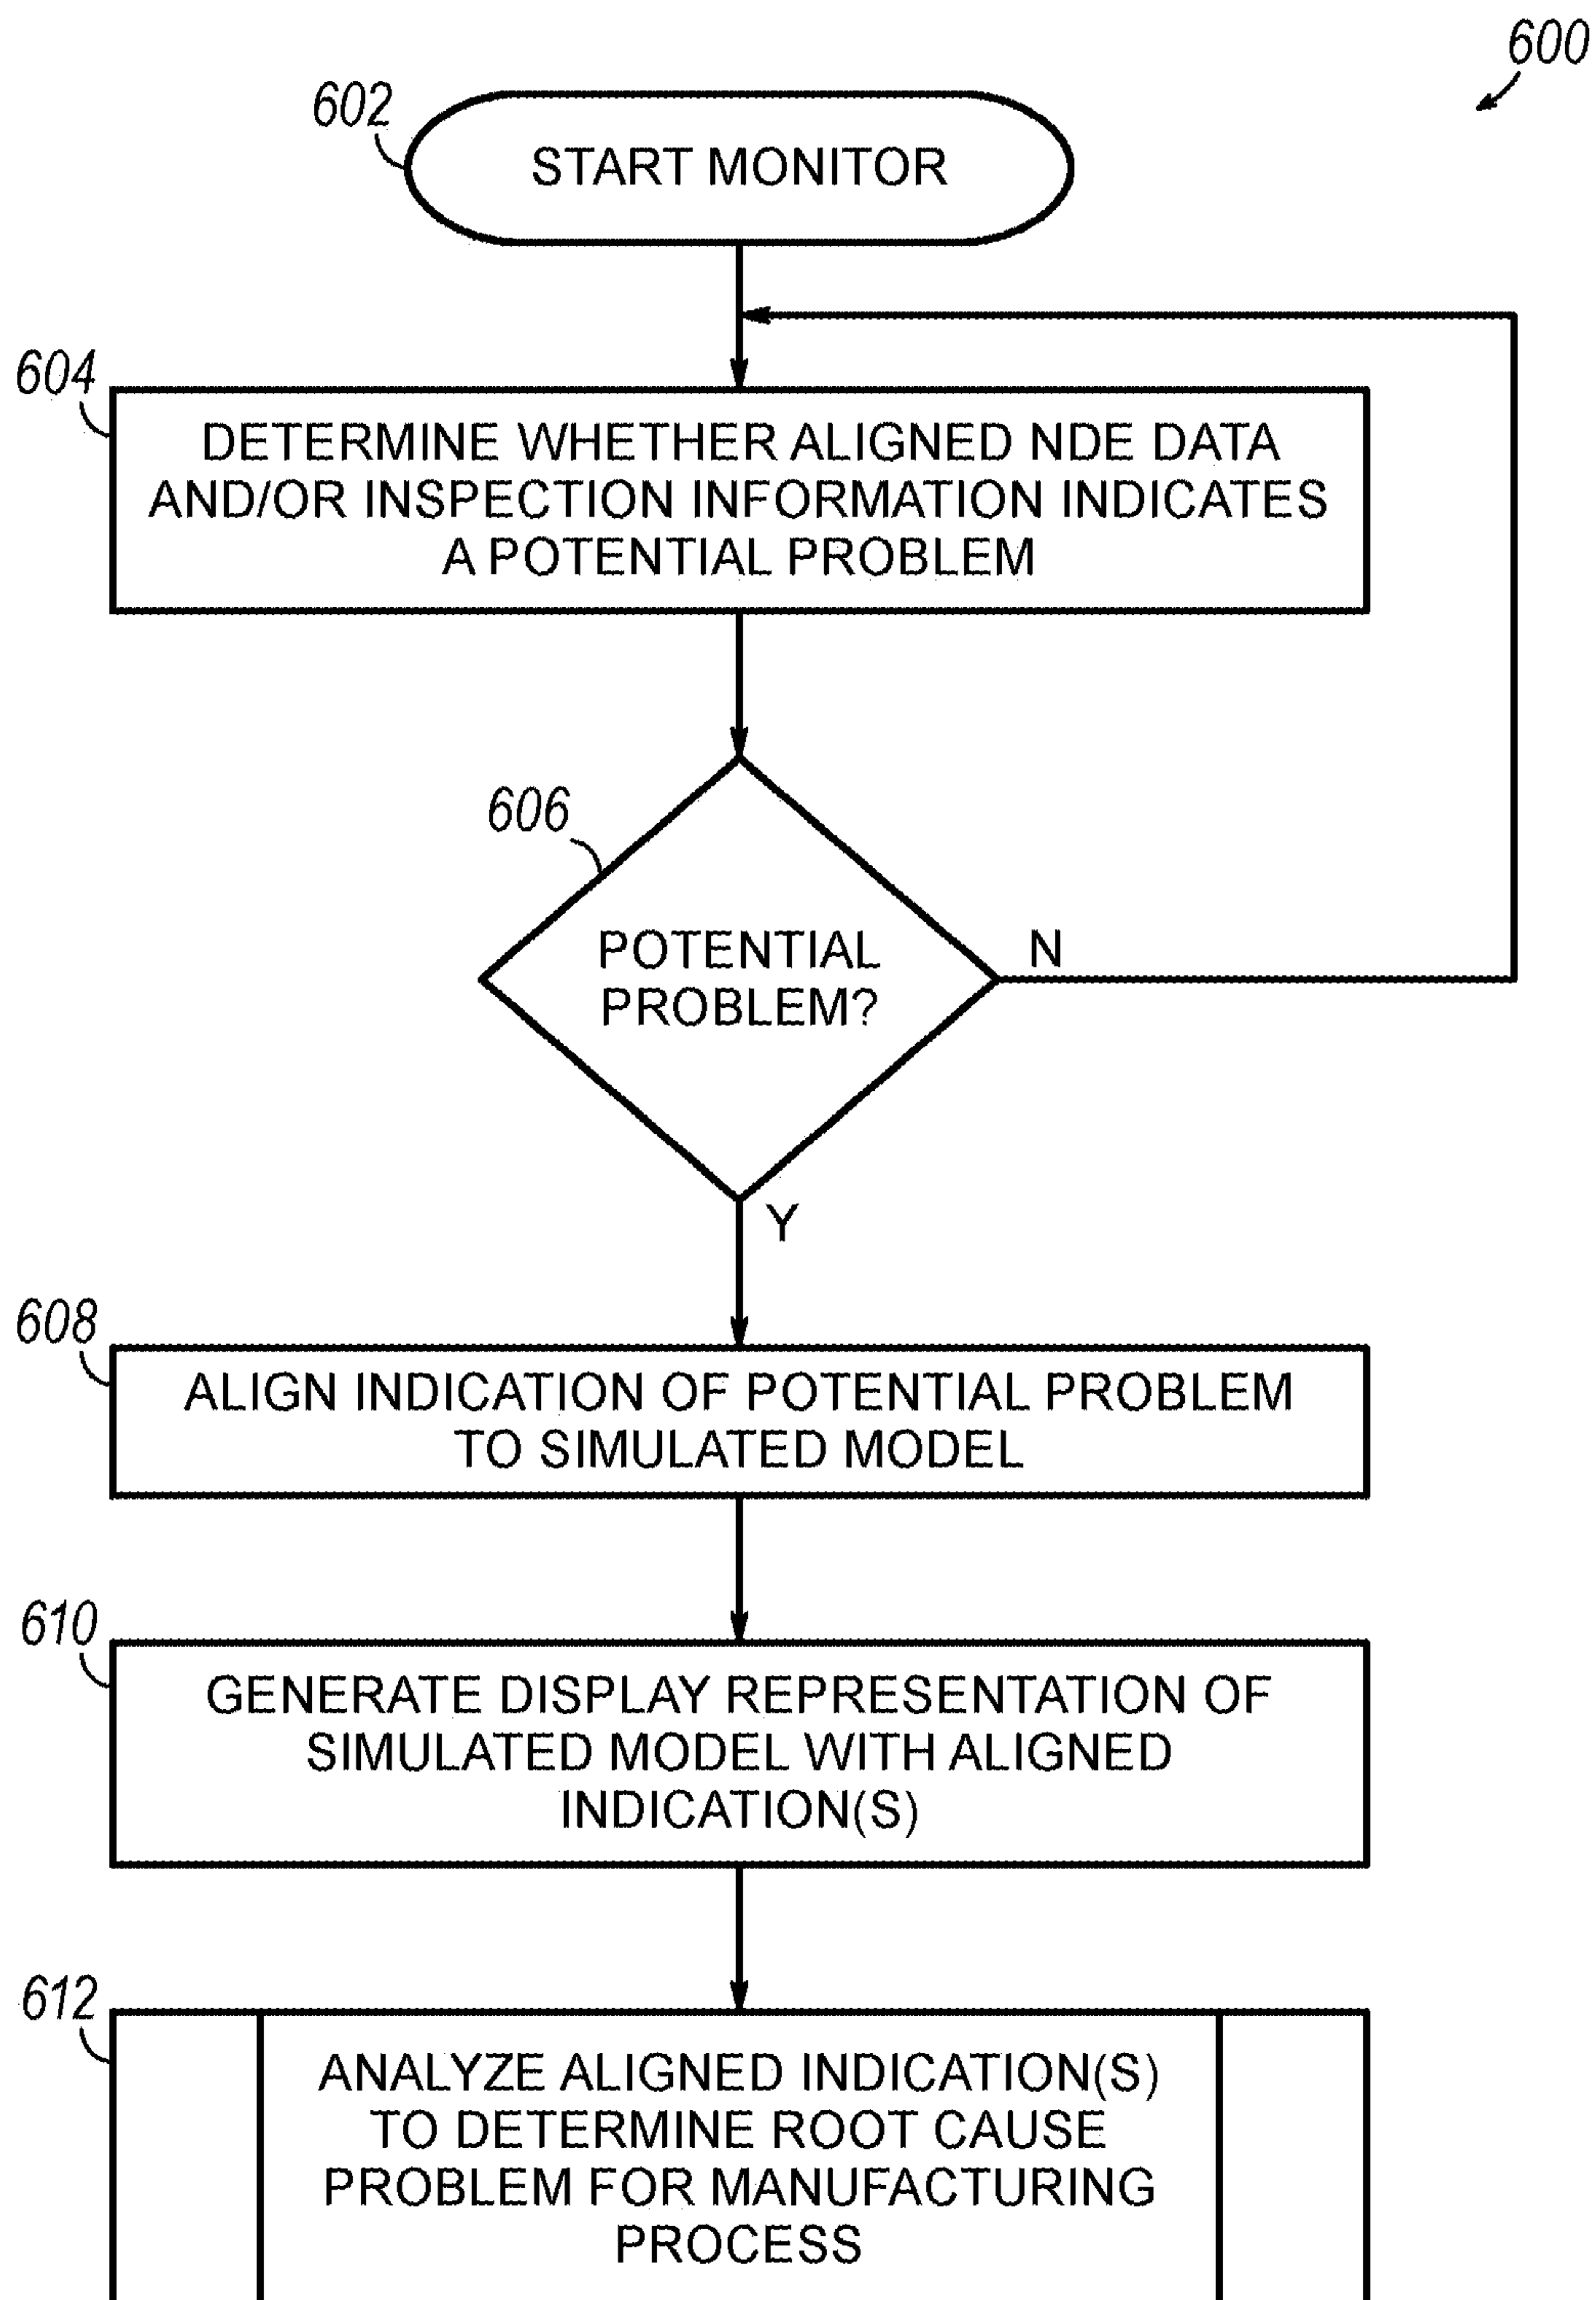 600
602
START MONITOR
604
DETERMINE WHETHER ALIGNED NDE DATA
AND/OR INSPECTION INFORMATION INDICATES
A POTENTIAL PROBLEM
606
POTENTIAL
PROBLEM?
N
Y
608
ALIGN INDICATION OF POTENTIAL PROBLEM
TO SIMULATED MODEL
610
GENERATE DISPLAY REPRESENTATION OF
SIMULATED MODEL WITH ALIGNED
INDICATION(S)
612
ANALYZE ALIGNED INDICATION(S)
TO DETERMINE ROOT CAUSE
PROBLEM FOR MANUFACTURING
PROCESS